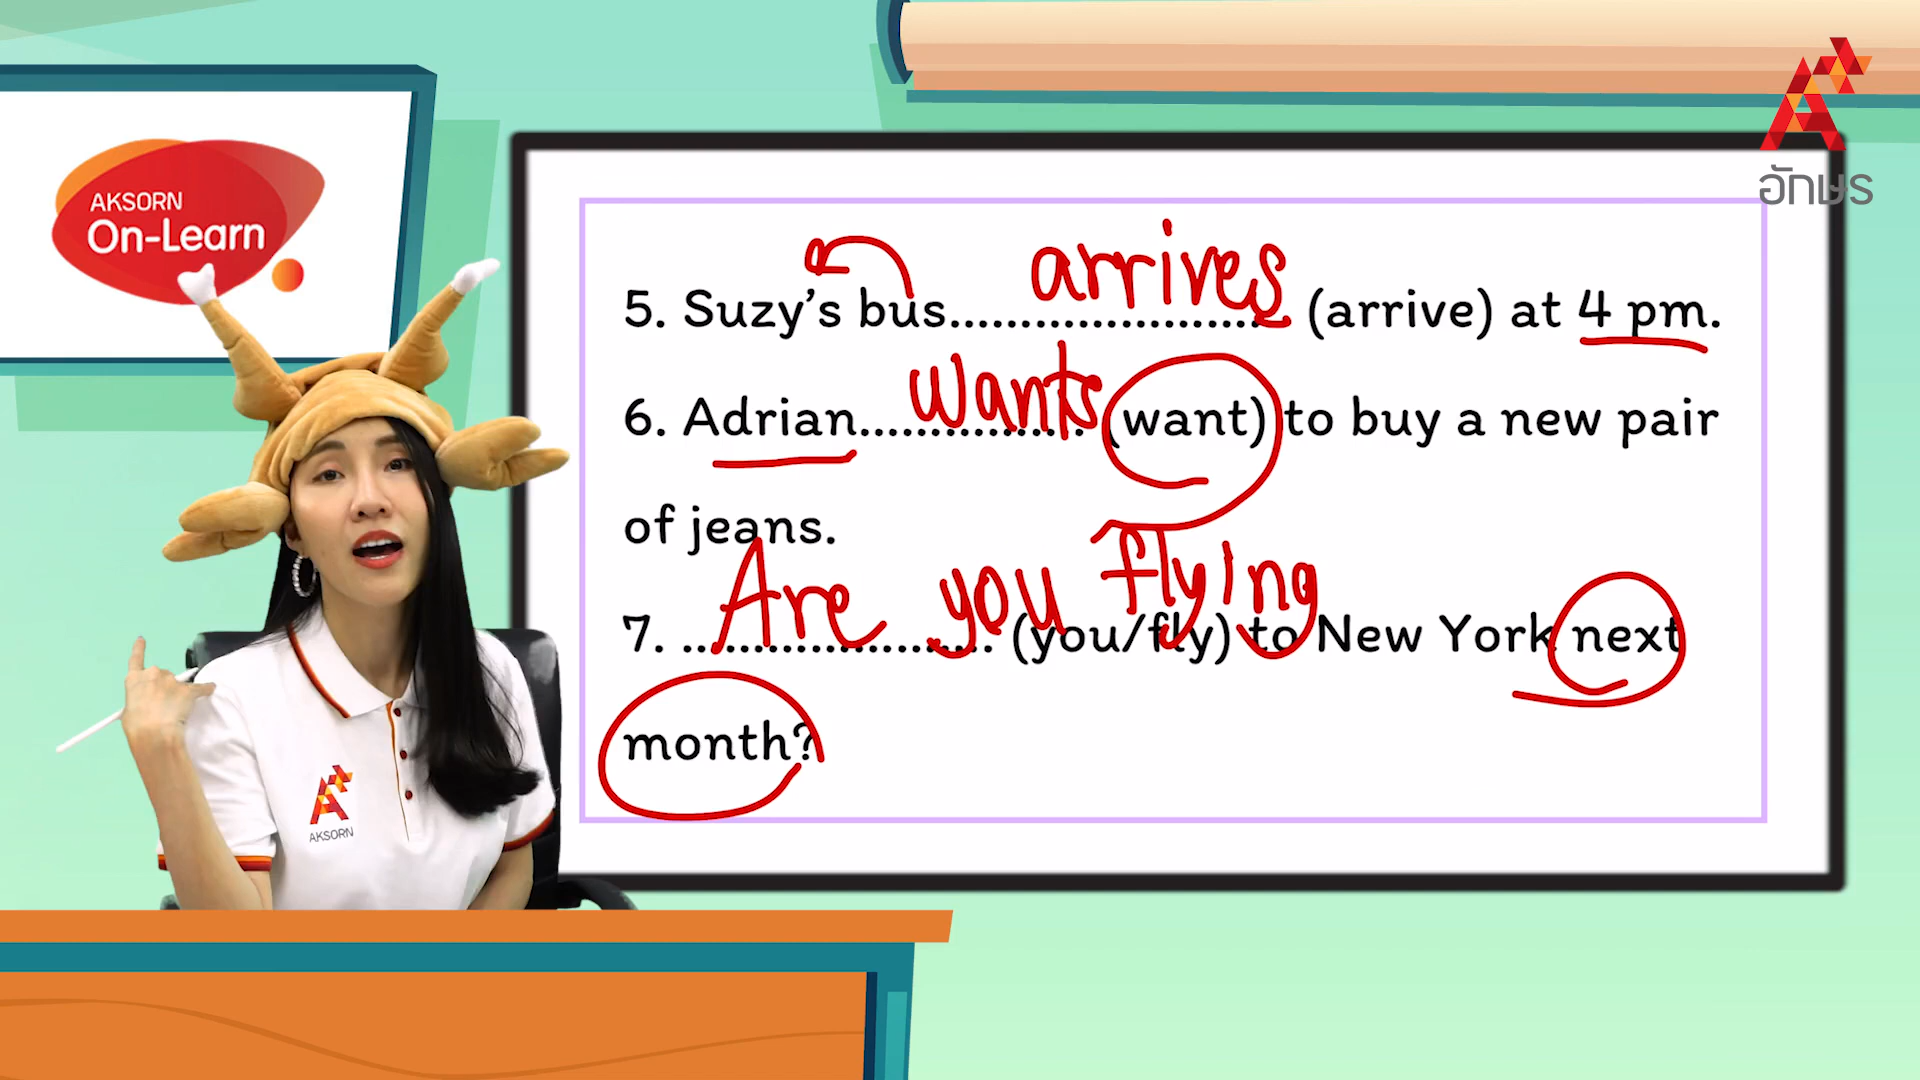 AKSORN
On-Learn
อักษร
arrives
5. Suzy's bus........................ (arrive) at 4 pm.
wants
6. Adrian................ (want) to buy a new pair
of jeans.
Are you flying
7. ...................... (you/fly) to New York next
month?
AKSORN